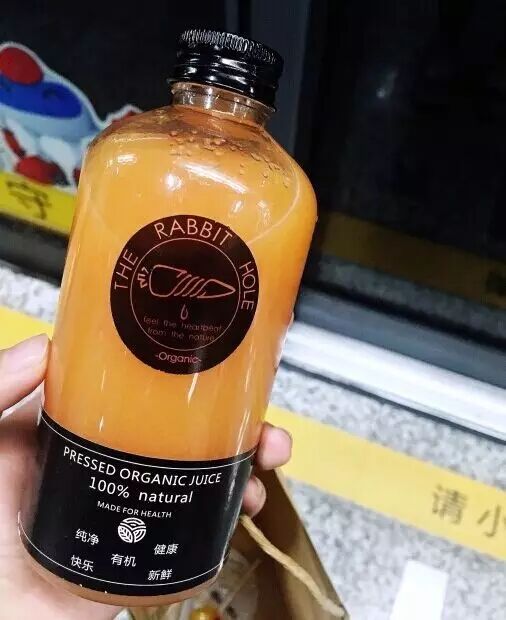 守
THE RABBIT HOLE
feel the heartbeat
from the nature
-Organic-
PRESSED ORGANIC JUICE
100% natural
MADE FOR HEALTH
纯净 有机 健康
快乐 新鲜
请小